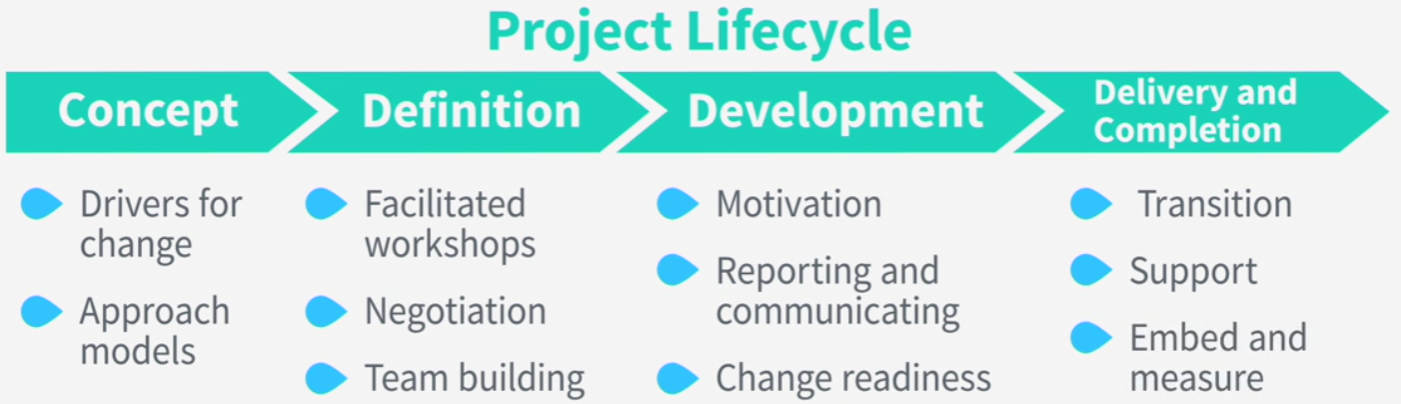 Project Lifecycle
Concept
Definition
Development
Delivery and
Completion
Drivers for
change
Approach
models
Facilitated
workshops
Negotiation
Team building
Motivation
Reporting and
communicating
Change readiness
Transition
Support
Embed and
measure